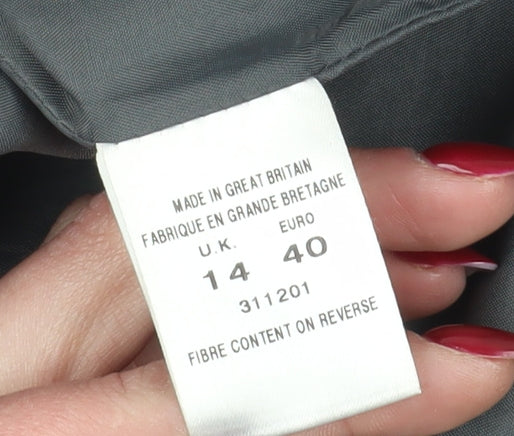 MADE IN GREAT BRITAIN
FABRIQUE EN GRANDE BRETAGNE
U.K. EURO
14 40
311201
FIBRE CONTENT ON REVERSE